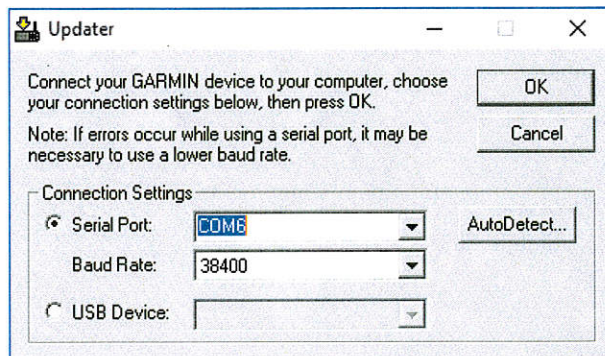 Updater
Connect your GARMIN device to your computer, choose
your connection settings below, then press OK.
OK
Note: If errors occur while using a serial port, it may be
necessary to use a lower baud rate.
Cancel
Connection Settings
Serial Port: COM6 AutoDetect...
Baud Rate: 38400
USB Device: